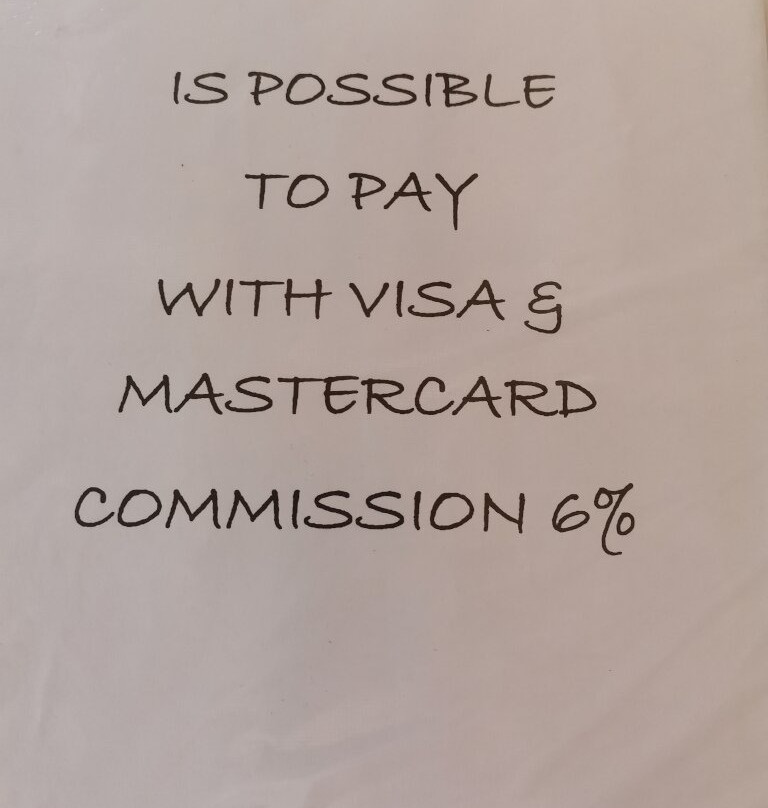 IS POSSIBLE
TO PAY
WITH VISA &
MASTERCARD
COMMISSION 6%